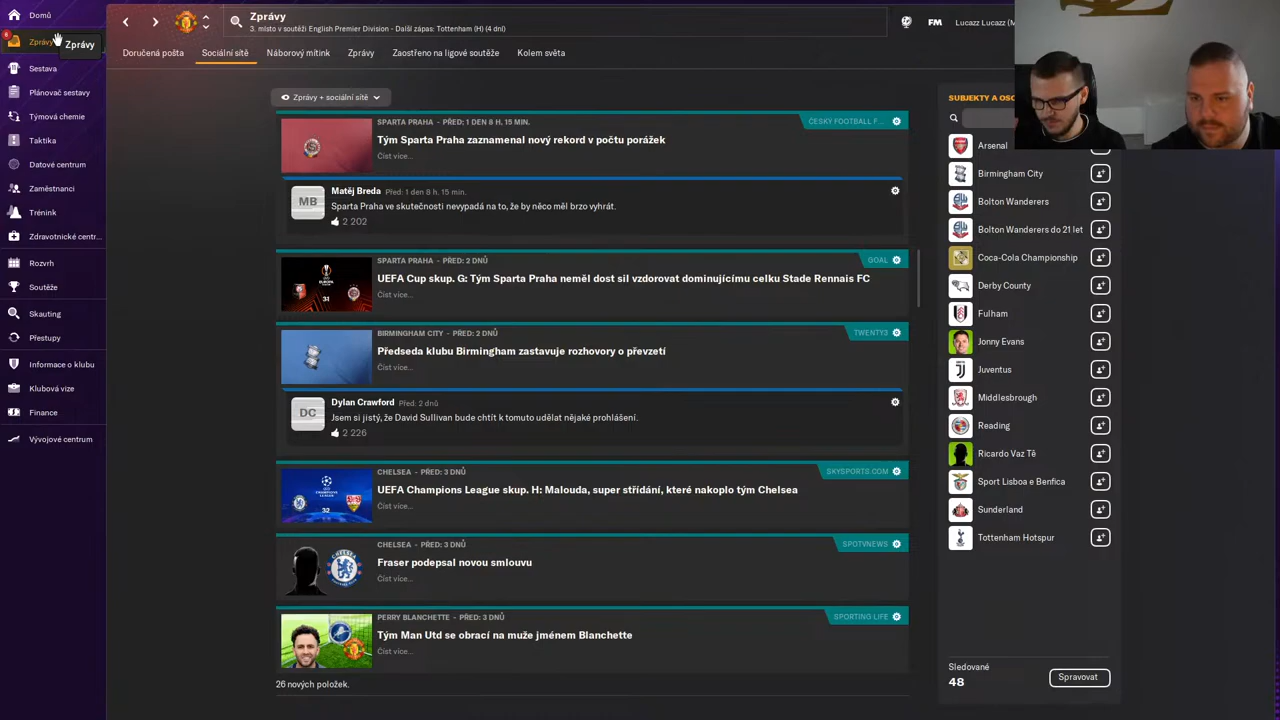 Domů
Zprávy
Zprávy
Sestava
Plánovač sestavy
Týmová chemie
Taktika
Datové centrum
Zaměstnanci
Trénink
Zdravotnické centr...
Rozvrh
Soutěže
Skauting
Přestupy
Informace o klubu
Klubová vize
Finance
Vývojové centrum
Zprávy
3. místo v soutěži English Premier Division - Další zápas: Tottenham (H) (4 dní)
FM
Lucazz Lucazz
Doručená pošta
Sociální sítě
Náborový mítink
Zprávy
Zaostřeno na ligové soutěže
Kolem světa
Zprávy + sociální sítě
SPARTA PRAHA - PŘED: 1 DEN 8 H. 15 MIN.
ČESKÝ FOOTBALL F...
Tým Sparta Praha zaznamenal nový rekord v počtu porážek
Číst více...
MB
Matěj Breda Před: 1 den 8 h. 15 min.
Sparta Praha ve skutečnosti nevypadá na to, že by něco měl brzo vyhrát.
2 202
SPARTA PRAHA - PŘED: 2 DNŮ
GOAL
UEFA Cup skup. G: Tým Sparta Praha neměl dost sil vzdorovat dominujícímu celku Stade Rennais FC
Číst více...
31
BIRMINGHAM CITY - PŘED: 2 DNŮ
TWENTY3
Předseda klubu Birmingham zastavuje rozhovory o převzetí
Číst více...
DC
Dylan Crawford Před: 2 dnů
Jsem si jistý, že David Sullivan bude chtít k tomuto udělat nějaké prohlášení.
2 226
CHELSEA - PŘED: 3 DNŮ
SKYSPORTS.COM
UEFA Champions League skup. H: Malouda, super střídání, které nakoplo tým Chelsea
Číst více...
32
CHELSEA - PŘED: 3 DNŮ
SPOTVNEWS
Fraser podepsal novou smlouvu
Číst více...
PERRY BLANCHETTE - PŘED: 3 DNŮ
SPORTING LIFE
Tým Man Utd se obrací na muže jménem Blanchette
Číst více...
26 nových položek.
SUBJEKTY A
Arsenal
Birmingham City
Bolton Wanderers
Bolton Wanderers do 21 let
Coca-Cola Championship
Derby County
Fulham
Jonny Evans
Juventus
Middlesbrough
Reading
Ricardo Vaz Tê
Sport Lisboa e Benfica
Sunderland
Tottenham Hotspur
Sledované
48
Spravovat